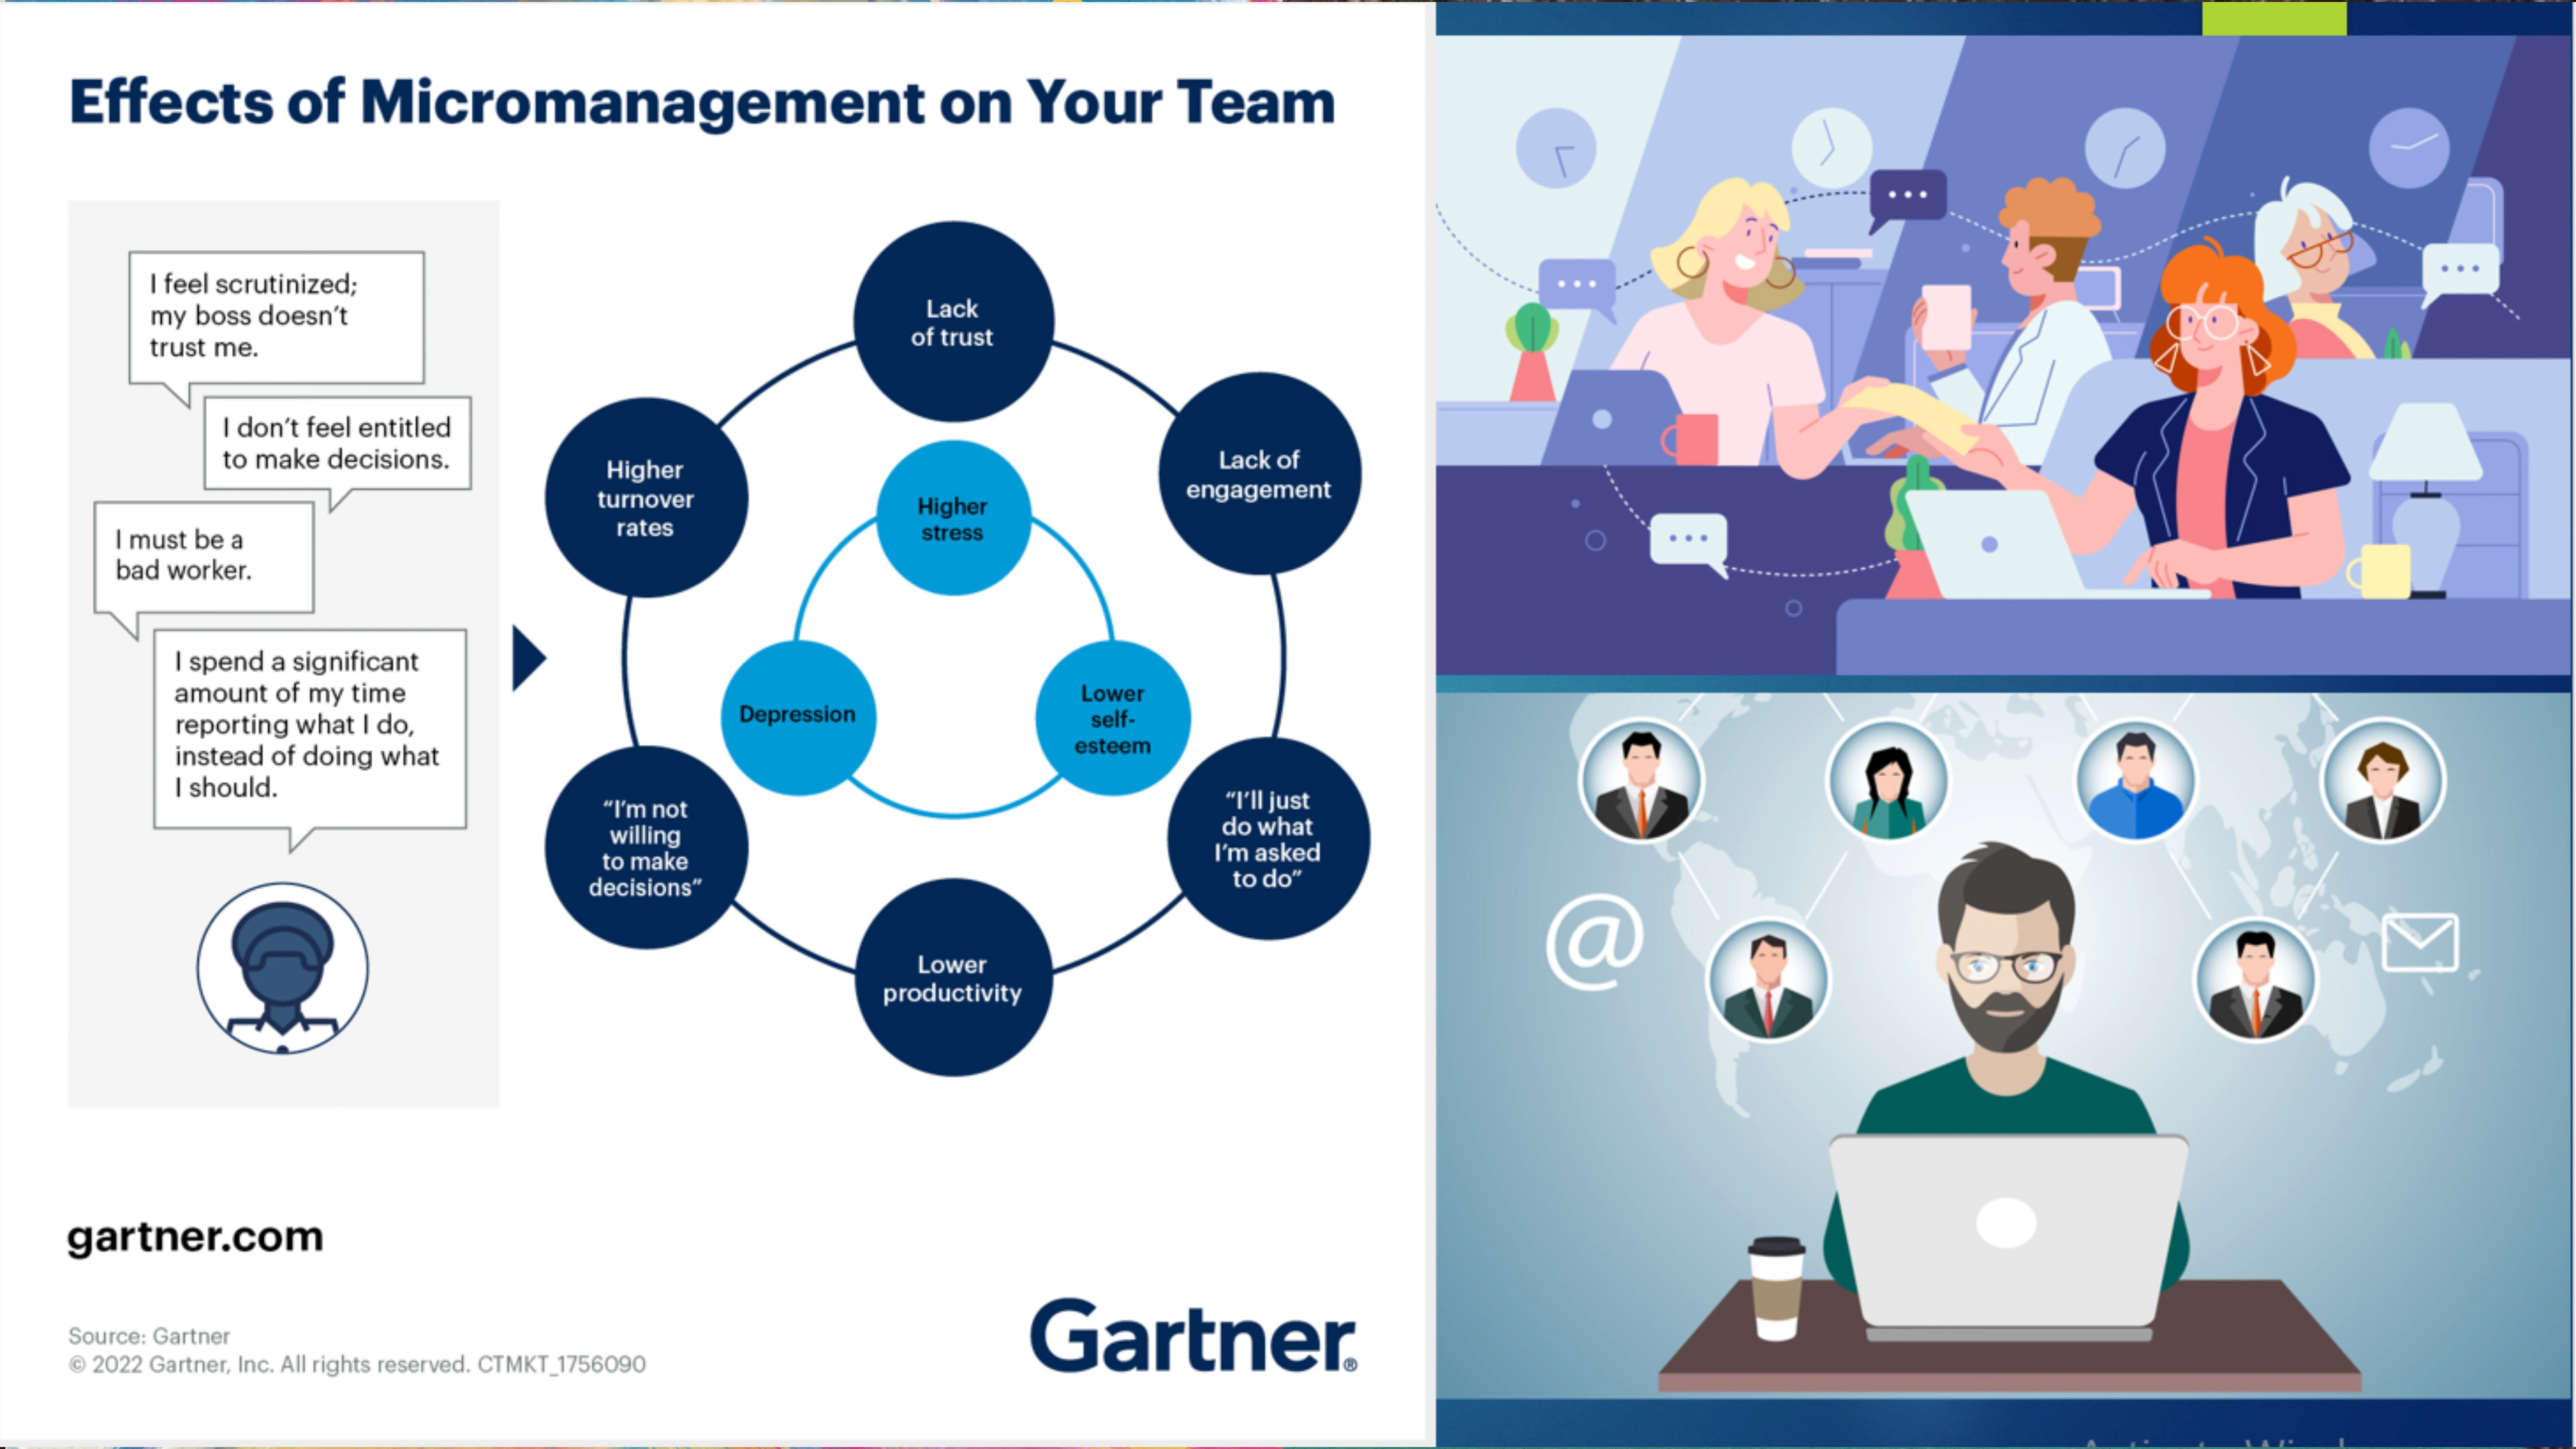 Effects of Micromanagement on Your Team
I feel scrutinized;
my boss doesn't
trust me.
I don't feel entitled
to make decisions.
I must be a
bad worker.
I spend a significant
amount of my time
reporting what I do,
instead of doing what
I should.
Lack
of trust
Lack of
engagement
"I'll just
do what
I'm asked
to do"
Lower
productivity
"I'm not
willing
to make
decisions"
Higher
turnover
rates
Higher
stress
Lower
self-
esteem
Depression
gartner.com
Source: Gartner
© 2022 Gartner, Inc. All rights reserved. CTMKT_1756090
Gartner®
@